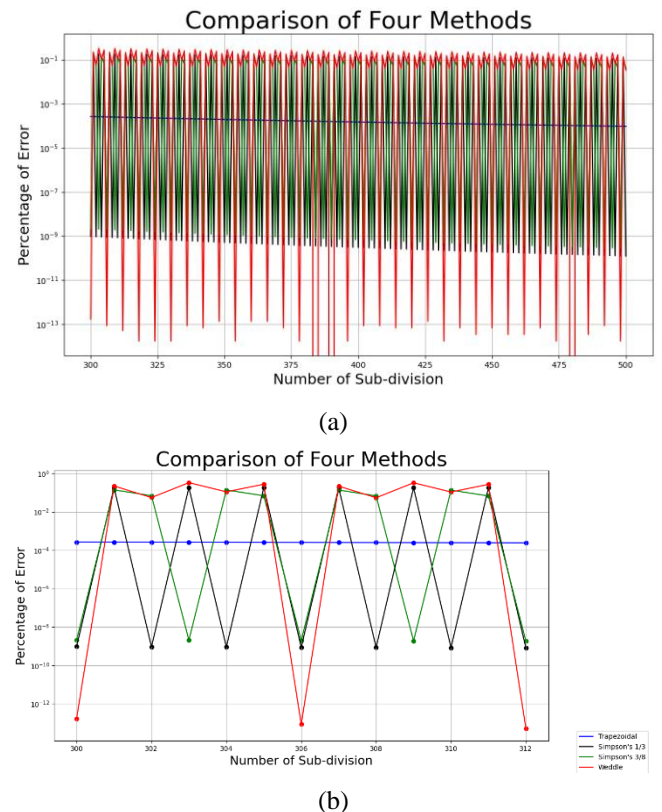 Comparison of Four Methods
Percentage of Error
10⁻¹
10⁻³
10⁻⁵
10⁻⁷
10⁻⁹
10⁻¹¹
10⁻¹³
300 325 350 375 400 425 450 475 500
Number of Sub-division
(a)
Comparison of Four Methods
Percentage of Error
10⁰
10⁻²
10⁻⁴
10⁻⁶
10⁻⁸
10⁻¹⁰
10⁻¹²
300 302 304 306 308 310 312
Number of Sub-division
Trapezoidal
Simpson's 1/3
Simpson's 3/8
Weddle
(b)